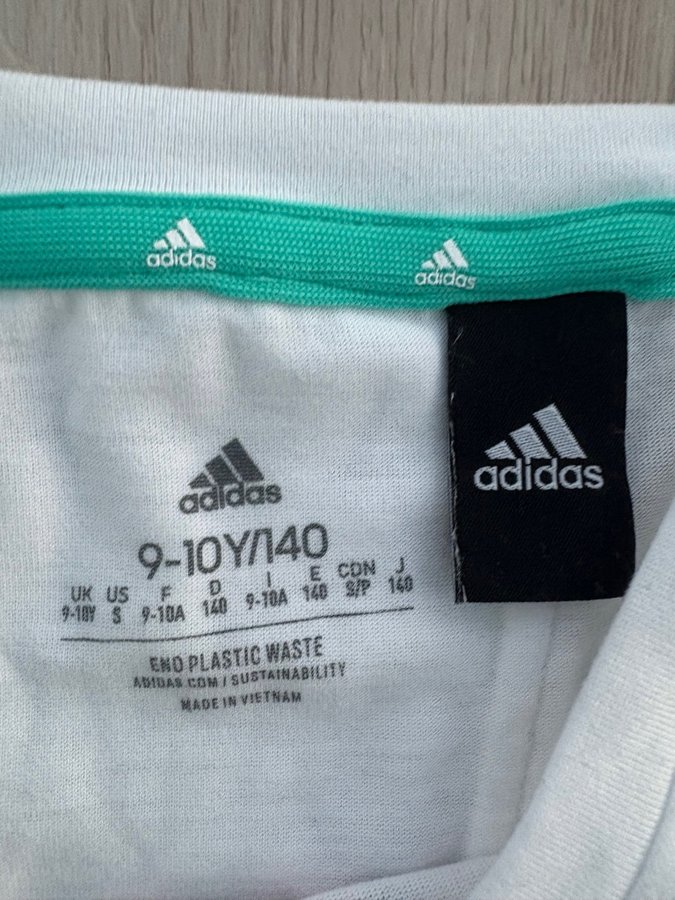 adidas
adidas
adidas
adidas
9-10Y/140
UK US F D I E CDN J
9-10Y S 9-10A 140 9-10A 140 S/P 140
END PLASTIC WASTE
ADIDAS.COM / SUSTAINABILITY
MADE IN VIETNAM